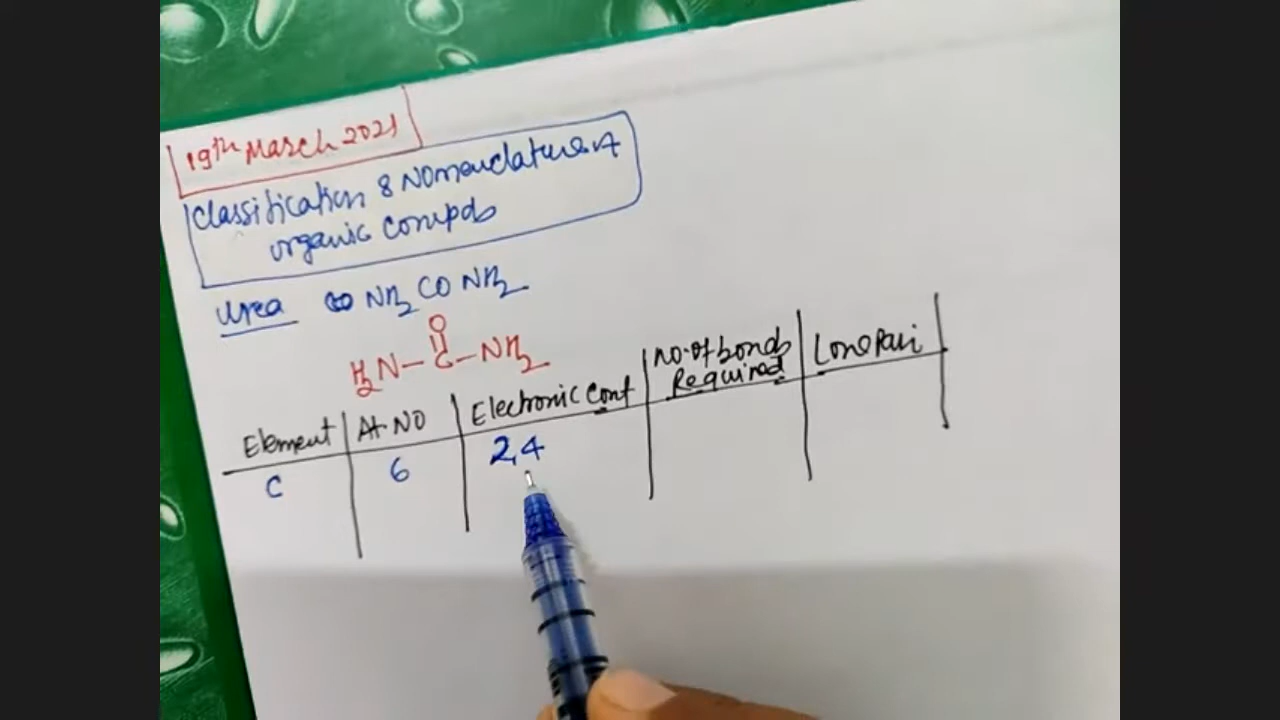 19th March 2021
Classification & Nomenclature of
organic compds
Urea CO NH2 CO NH2
O
H2N-C-NH2
Element At.NO Electronic Conf No.of bonds Required Lone Pair
C 6 2,4